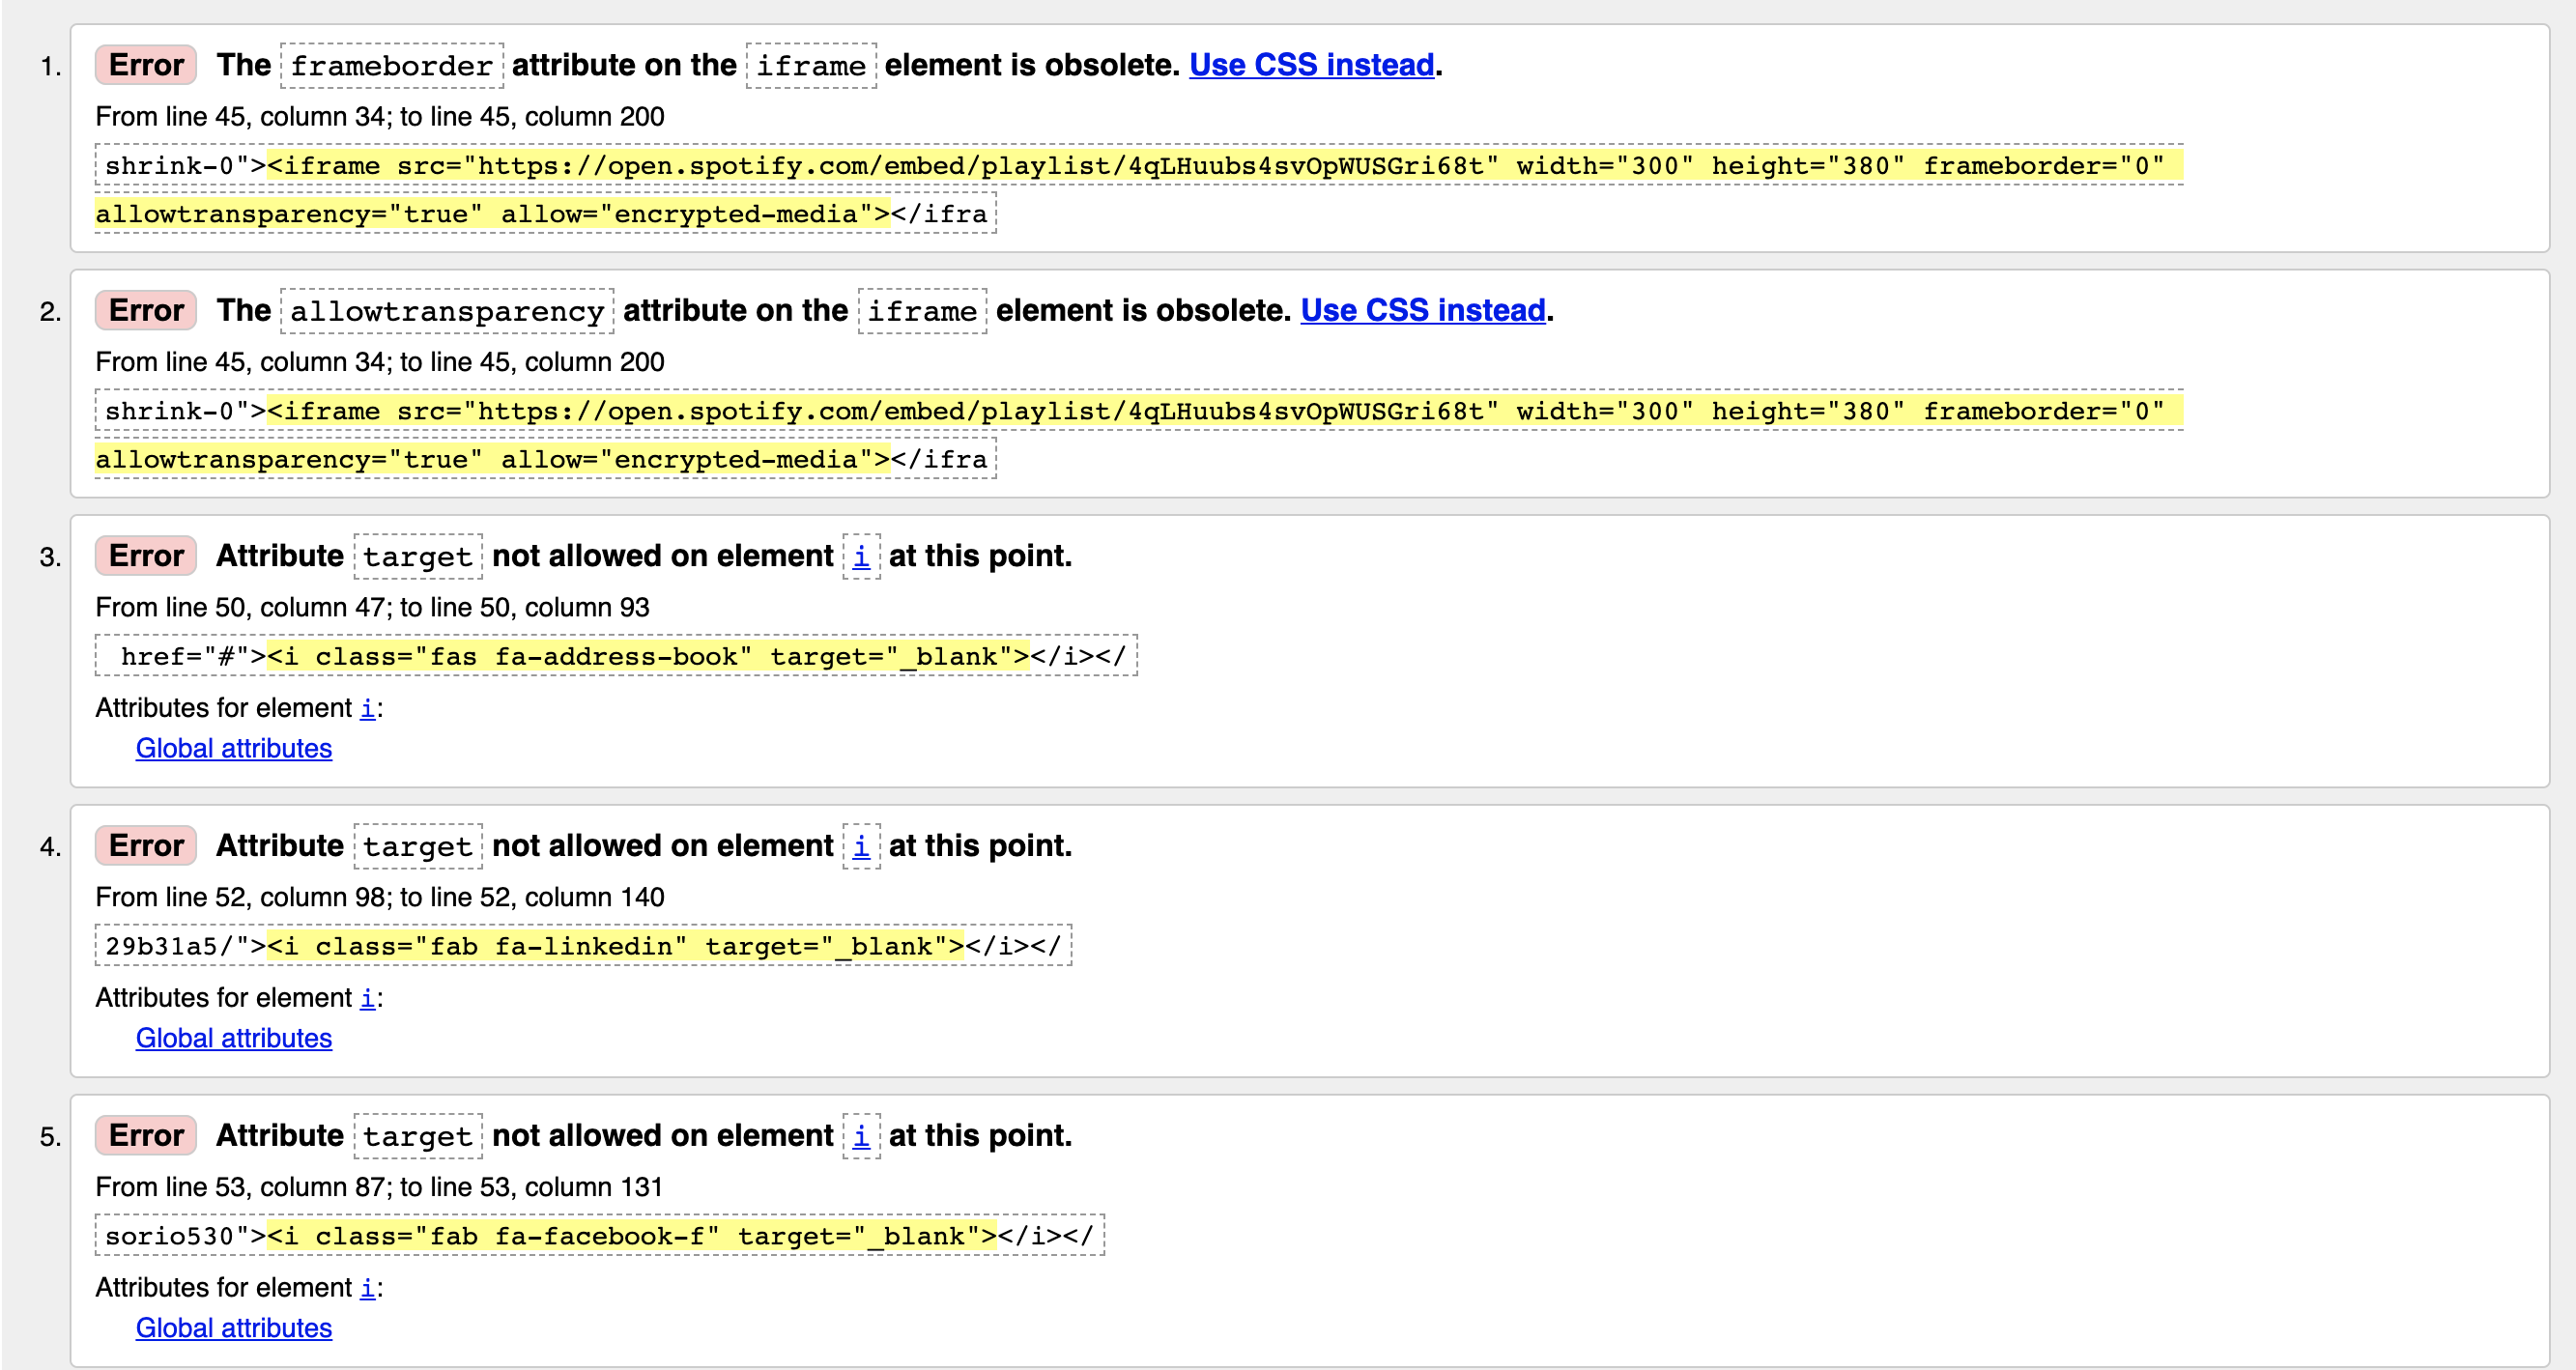 1. Error The frameborder attribute on the iframe element is obsolete. Use CSS instead.
From line 45, column 34; to line 45, column 200
shrink-0"><iframe src="https://open.spotify.com/embed/playlist/4qLHuubs4svOpWUSGri68t" width="300" height="380" frameborder="0"
allowtransparency="true" allow="encrypted-media"></ifra
2. Error The allowtransparency attribute on the iframe element is obsolete. Use CSS instead.
From line 45, column 34; to line 45, column 200
shrink-0"><iframe src="https://open.spotify.com/embed/playlist/4qLHuubs4svOpWUSGri68t" width="300" height="380" frameborder="0"
allowtransparency="true" allow="encrypted-media"></ifra
3. Error Attribute target not allowed on element i at this point.
From line 50, column 47; to line 50, column 93
href="#"><i class="fas fa-address-book" target="_blank"></i></
Attributes for element i:
Global attributes
4. Error Attribute target not allowed on element i at this point.
From line 52, column 98; to line 52, column 140
29b31a5/"><i class="fab fa-linkedin" target="_blank"></i></
Attributes for element i:
Global attributes
5. Error Attribute target not allowed on element i at this point.
From line 53, column 87; to line 53, column 131
sorio530"><i class="fab fa-facebook-f" target="_blank"></i></
Attributes for element i:
Global attributes